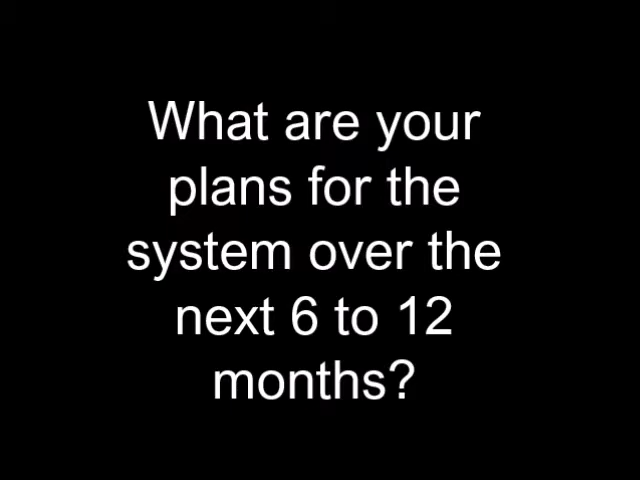 What are your
plans for the
system over the
next 6 to 12
months?